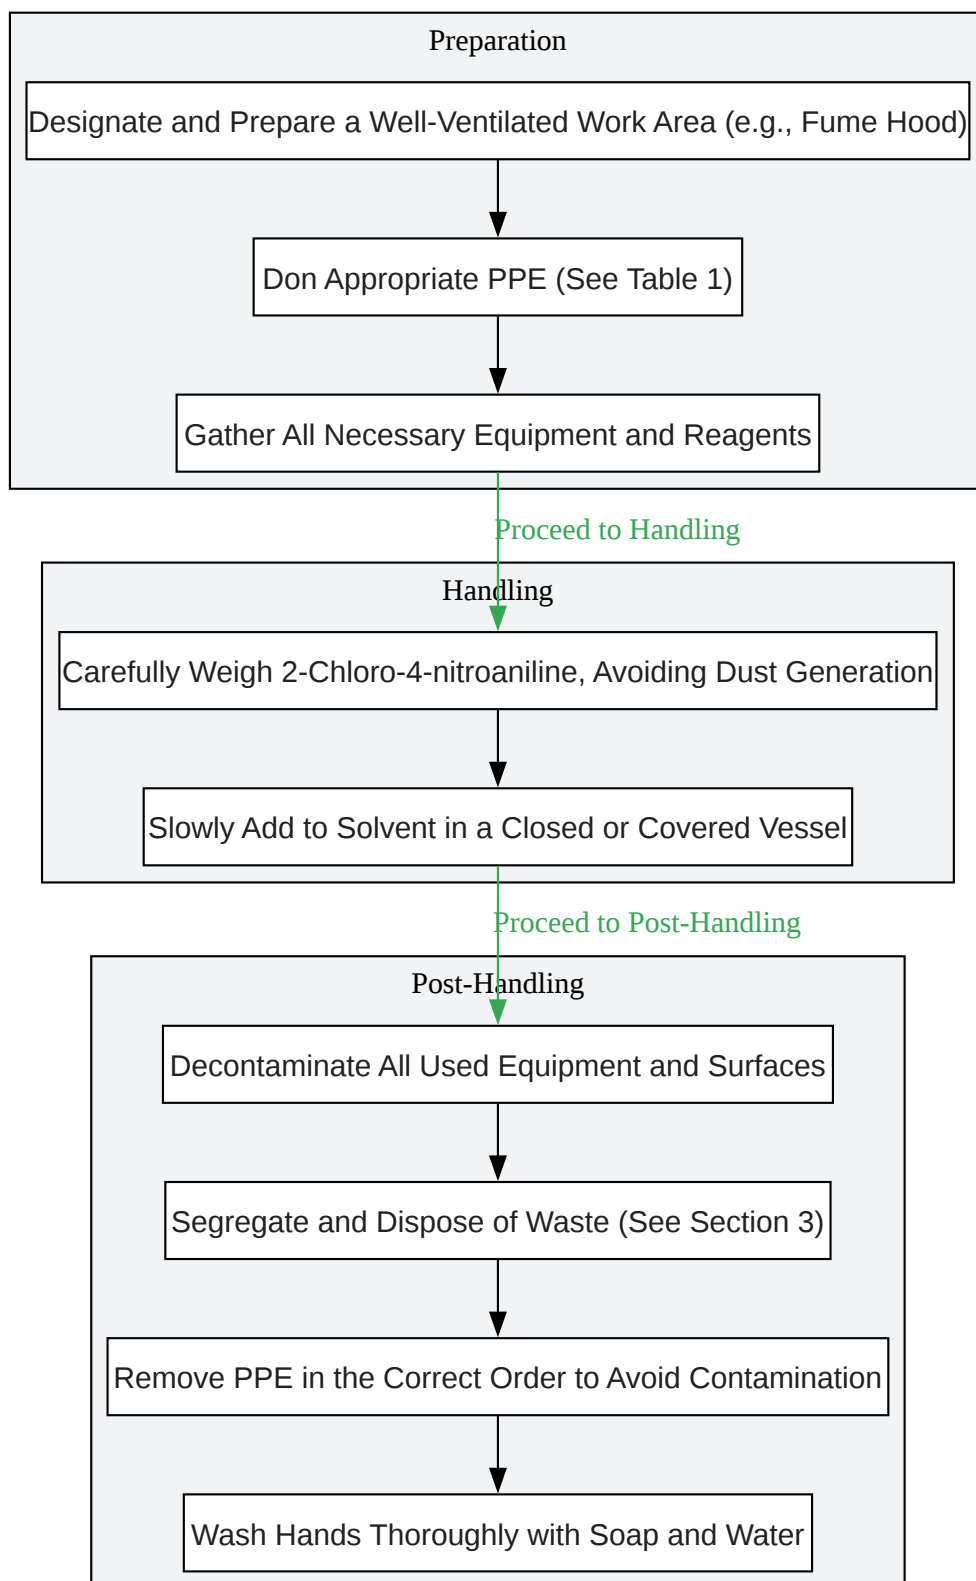 Preparation
Designate and Prepare a Well-Ventilated Work Area (e.g., Fume Hood)
Don Appropriate PPE (See Table 1)
Gather All Necessary Equipment and Reagents
Proceed to Handling
Handling
Carefully Weigh 2-Chloro-4-nitroaniline, Avoiding Dust Generation
Slowly Add to Solvent in a Closed or Covered Vessel
Proceed to Post-Handling
Post-Handling
Decontaminate All Used Equipment and Surfaces
Segregate and Dispose of Waste (See Section 3)
Remove PPE in the Correct Order to Avoid Contamination
Wash Hands Thoroughly with Soap and Water